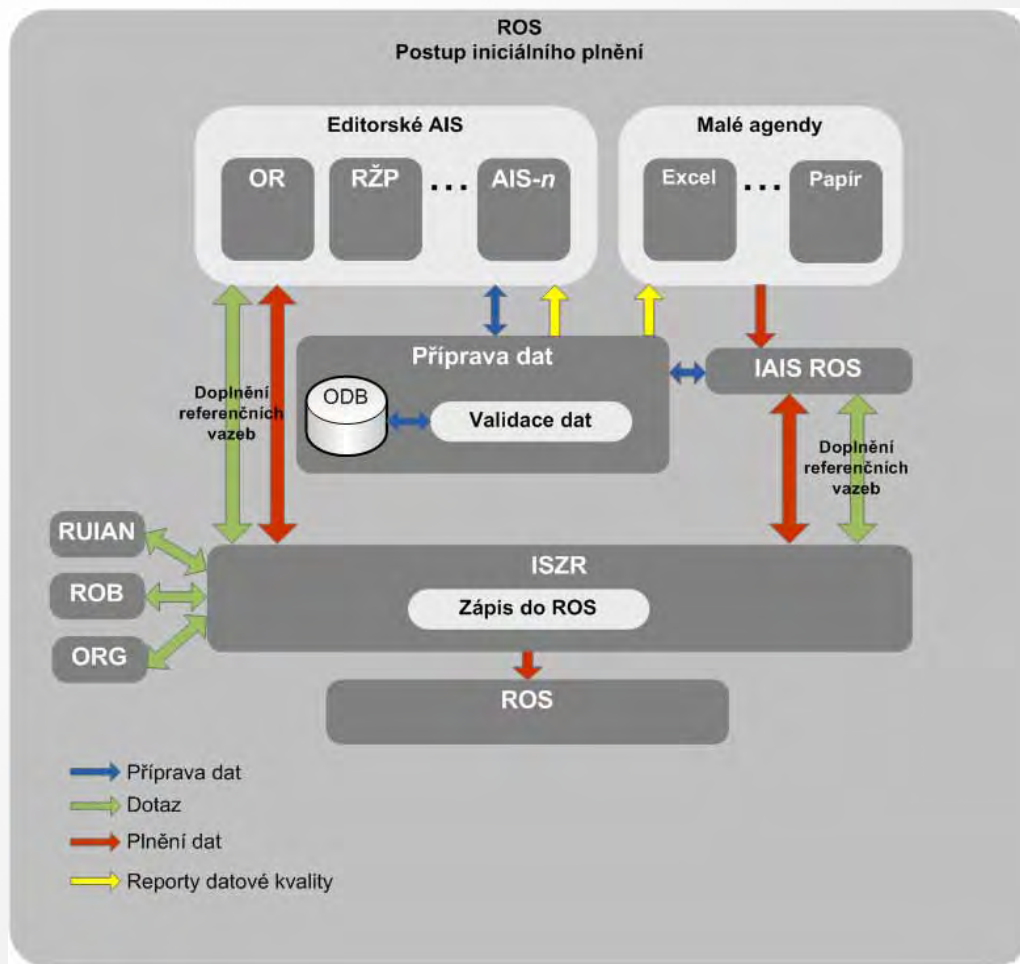 ROS
Postup iniciálního plnění
Editorské AIS
Malé agendy
OR
RŽP
...
AIS-n
Excel
...
Papír
Příprava dat
IAIS ROS
ODB
Validace dat
Doplnění
referenčních
vazeb
Doplnění
referenčních
vazeb
RUIAN
ROB
ORG
ISZR
Zápis do ROS
ROS
Příprava dat
Dotaz
Plnění dat
Reporty datové kvality